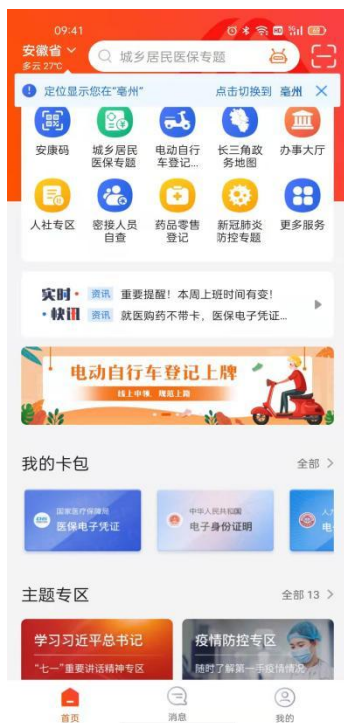 09:41
安徽省
多云 27℃
城乡居民医保专题
定位显示您在"亳州"
点击切换到 亳州
安康码
城乡居民医保专题
电动自行车登记...
长三角政务地图
办事大厅
人社专区
密接人员自查
药品零售登记
新冠肺炎防控专题
更多服务
实时·
·快讯
资讯 重要提醒！本周上班时间有变！
资讯 就医购药不带卡，医保电子凭证...
电动自行车登记上牌
线上申领，规范上路
我的卡包
全部
国家医疗保障局
医保电子凭证
中华人民共和国
电子身份证明
主题专区
全部 13
学习习近平总书记
"七一"重要讲话精神专区
疫情防控专区
随时了解第一手疫情情况
首页
消息
我的